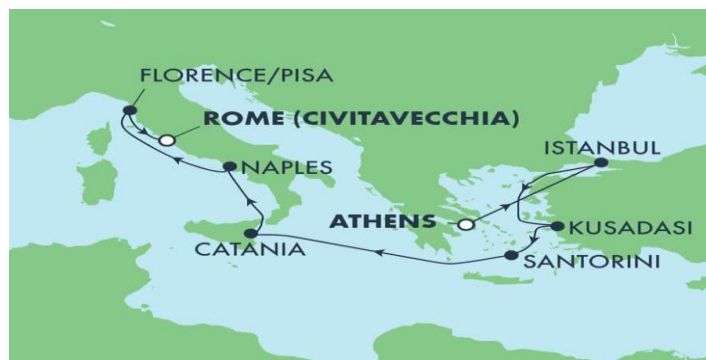 FLORENCE/PISA
ROME (CIVITAVECCHIA)
ISTANBUL
NAPLES
ATHENS
KUSADASI
CATANIA
SANTORINI